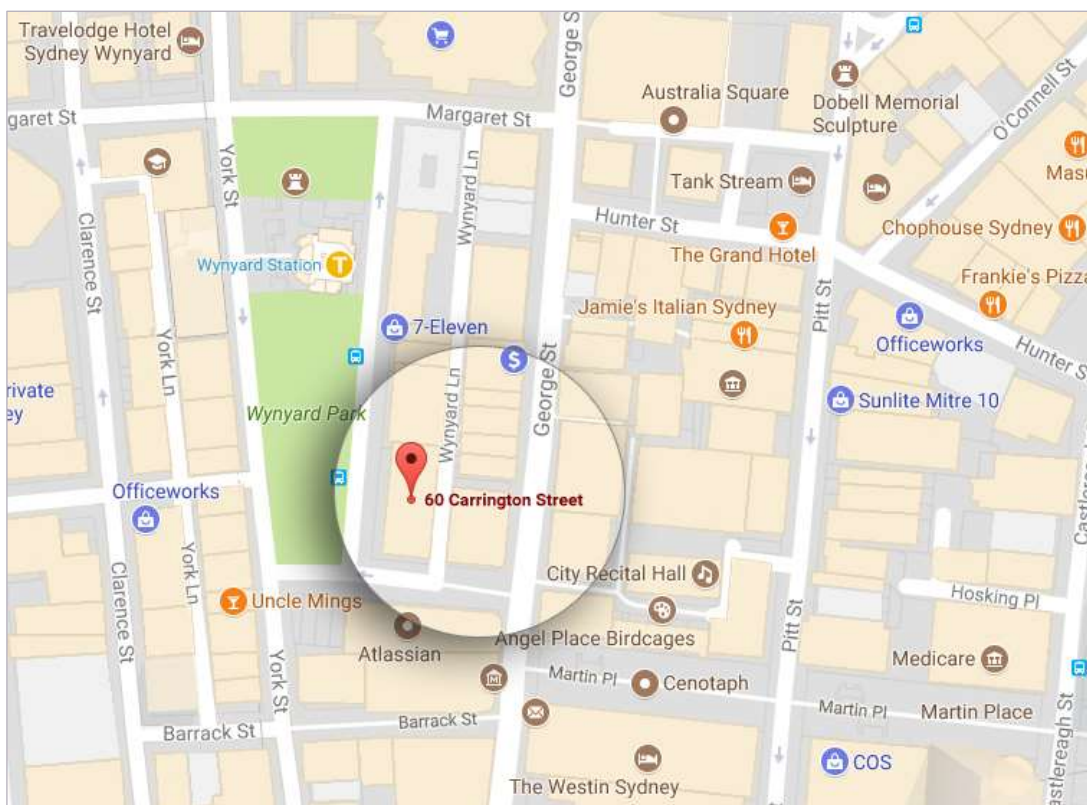 Travelodge Hotel
Sydney Wynyard
George S
Australia Square
Dobell Memorial
Sculpture
O'Connell St
garet St
Margaret St
York St
Wynyard Ln
Tank Stream
Masu
Hunter St
Chophouse Sydney
Clarence St
Wynyard Station
T
The Grand Hotel
Frankie's Pizza
Pitt St
Jamie's Italian Sydney
7-Eleven
Officeworks
Hunter S
York Ln
$
George St
rivate
ey
Wynyard Park
Wynyard Ln
Sunlite Mitre 10
60 Carrington Street
Officeworks
Castlerea
York Ln
Clarence St
Uncle Mings
City Recital Hall
Hosking Pl
Angel Place Birdcages
Pitt St
Atlassian
Medicare
York St
Martin Pl
Cenotaph
Martin Pl
Martin Place
Barrack St
Barrack St
astlereagh St
COS
The Westin Sydney